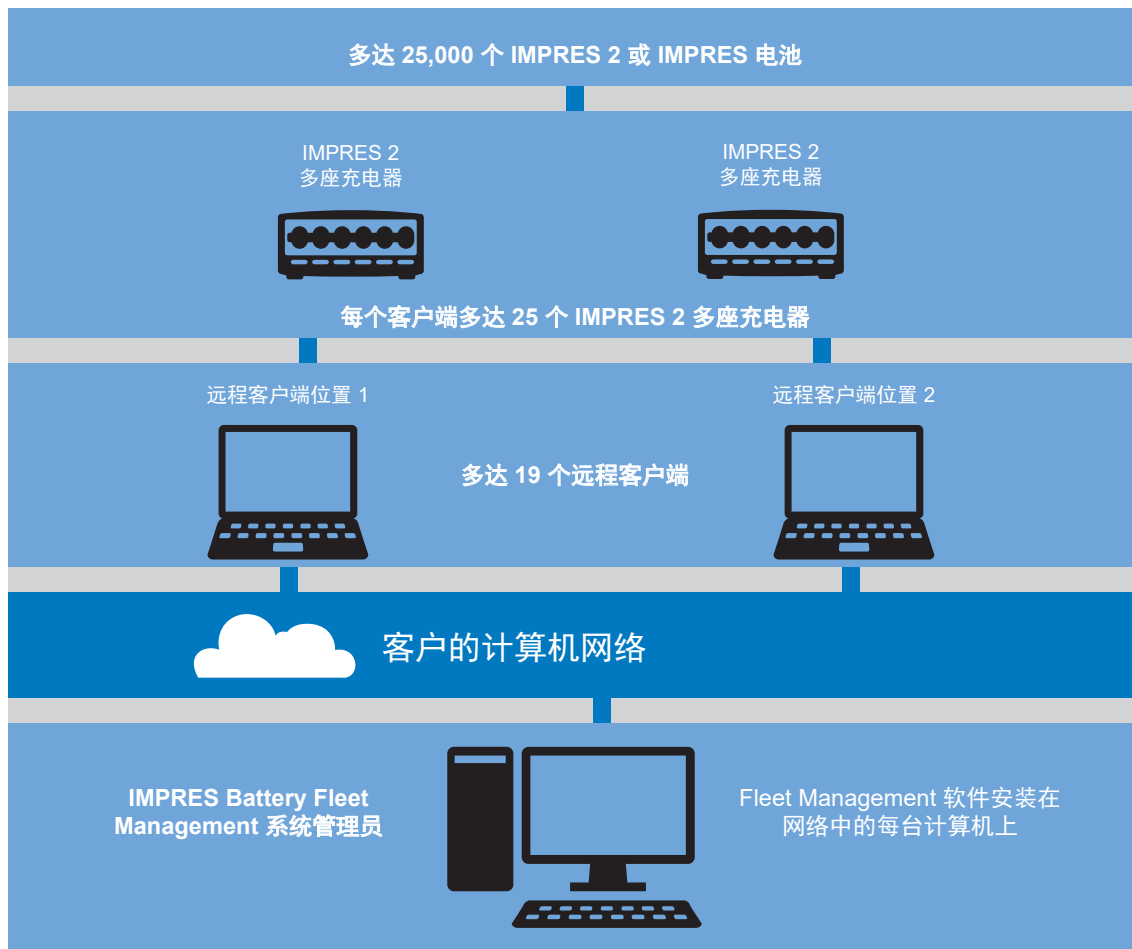 多达 25,000 个 IMPRES 2 或 IMPRES 电池
IMPRES 2
多座充电器
IMPRES 2
多座充电器
每个客户端多达 25 个 IMPRES 2 多座充电器
远程客户端位置 1
远程客户端位置 2
多达 19 个远程客户端
客户的计算机网络
IMPRES Battery Fleet
Management 系统管理员
Fleet Management 软件安装在
网络中的每台计算机上